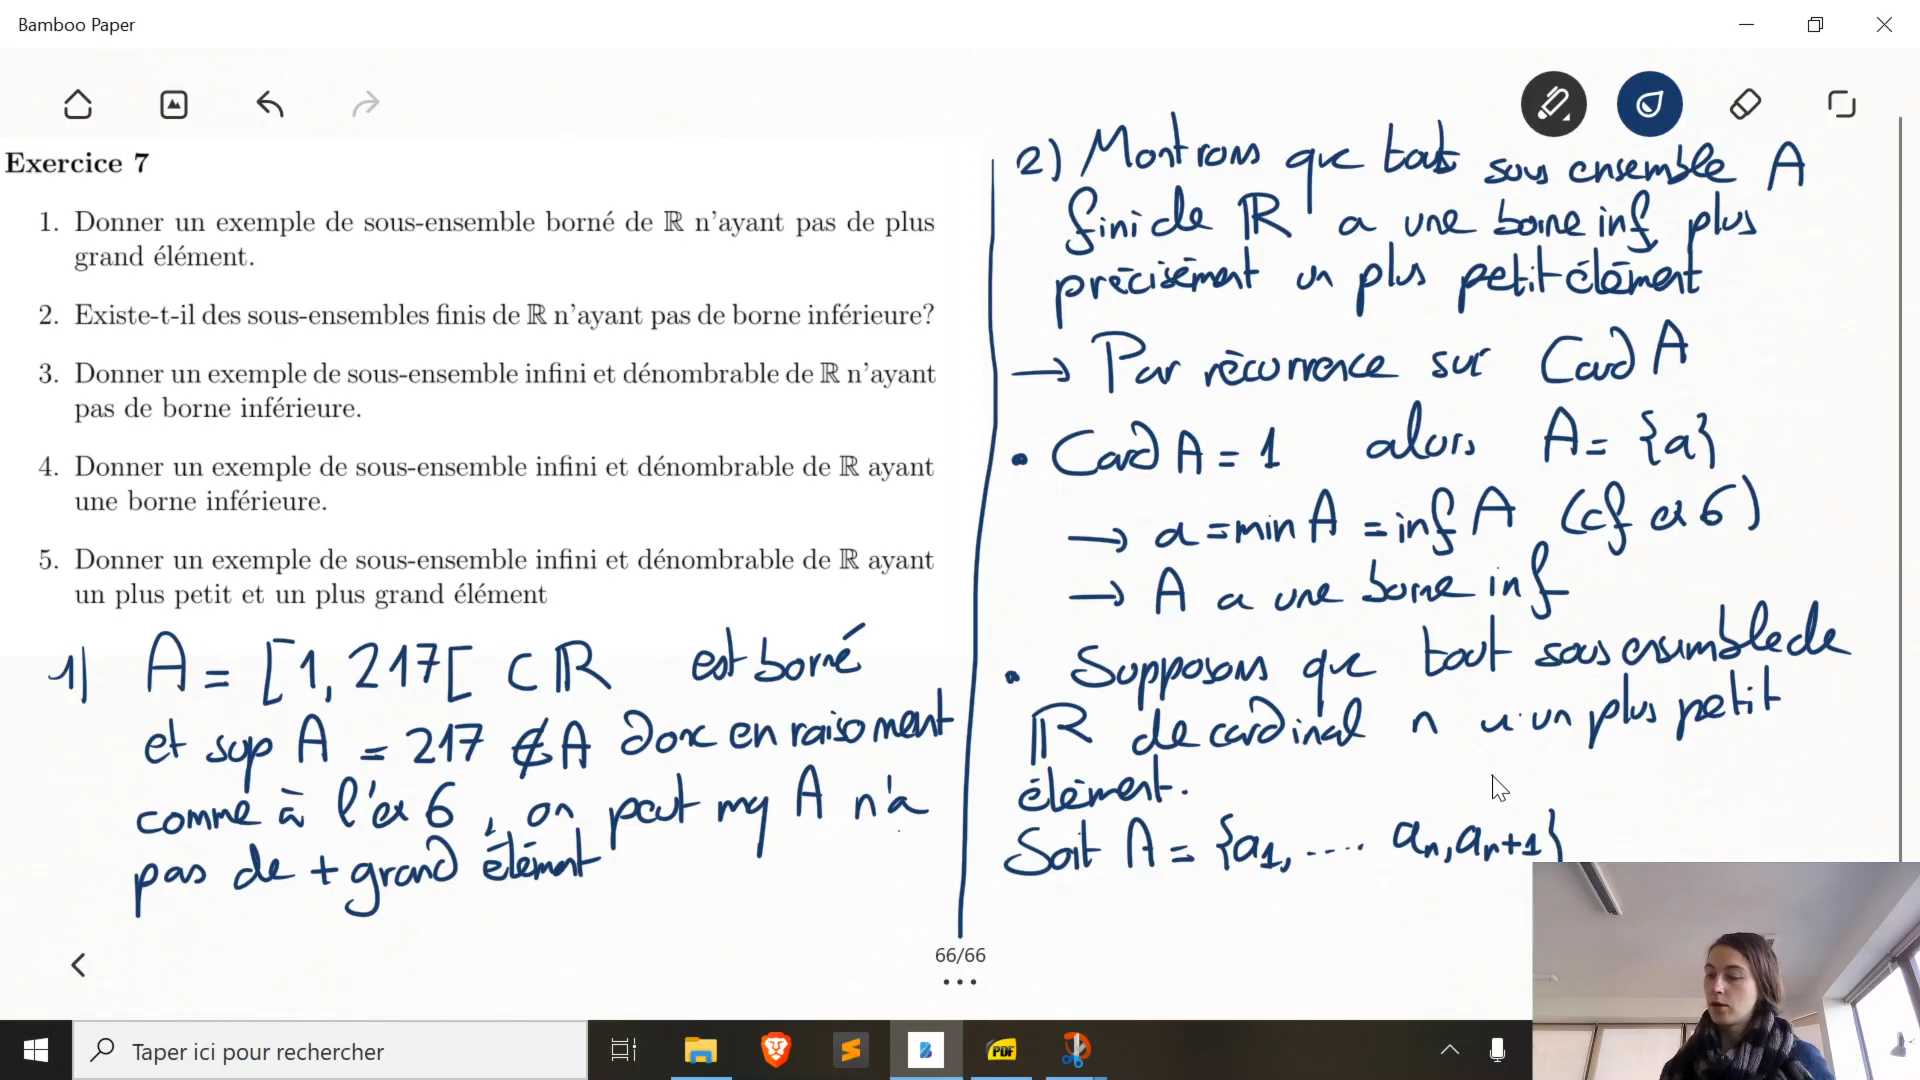 Bamboo Paper
Exercice 7
1. Donner un exemple de sous-ensemble borné de ℝ n'ayant pas de plus
grand élément.
2. Existe-t-il des sous-ensembles finis de ℝ n'ayant pas de borne inférieure?
3. Donner un exemple de sous-ensemble infini et dénombrable de ℝ n'ayant
pas de borne inférieure.
4. Donner un exemple de sous-ensemble infini et dénombrable de ℝ ayant
une borne inférieure.
5. Donner un exemple de sous-ensemble infini et dénombrable de ℝ ayant
un plus petit et un plus grand élément
1) A = [1, 217[ ⊂ ℝ est borné
et sup A = 217 ∉ A donc en raisonnent
comme à l'ex 6, on peut mq A n'a
pas de + grand élément
2) Montrons que tout sous ensemble A
fini de ℝ a une borne inf, plus
précisément un plus petit élément
→ Par récurrence sur Card A
• Card A = 1 alors A = {a}
→ a = min A = inf A (cf ex 6)
→ A a une borne inf
• Supposons que tout sous ensemble de
ℝ de cardinal n a un plus petit
élément.
Soit A = {a₁, .... aₙ, aₙ₊₁}
66/66
Taper ici pour rechercher
PDF